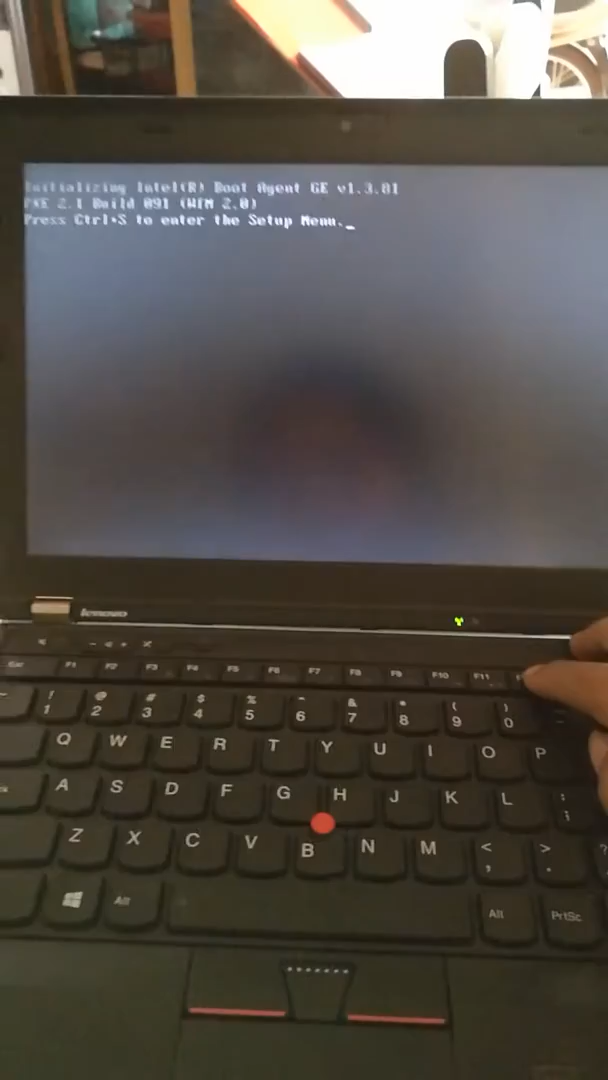 Initializing Intel(R) Boot Agent GE v1.3.81
PXE 2.1 Build 091 (WfM 2.0)
Press Ctrl+S to enter the Setup Menu._
lenovo
Esc F1 F2 F3 F4 F5 F6 F7 F8 F9 F10 F11
! @ # $ % ^ & * ( )
1 2 3 4 5 6 7 8 9 0
Q W E R T Y U I O P
A S D F G H J K L : ;
Z X C V B N M < , > . ?
Alt Alt PrtSc